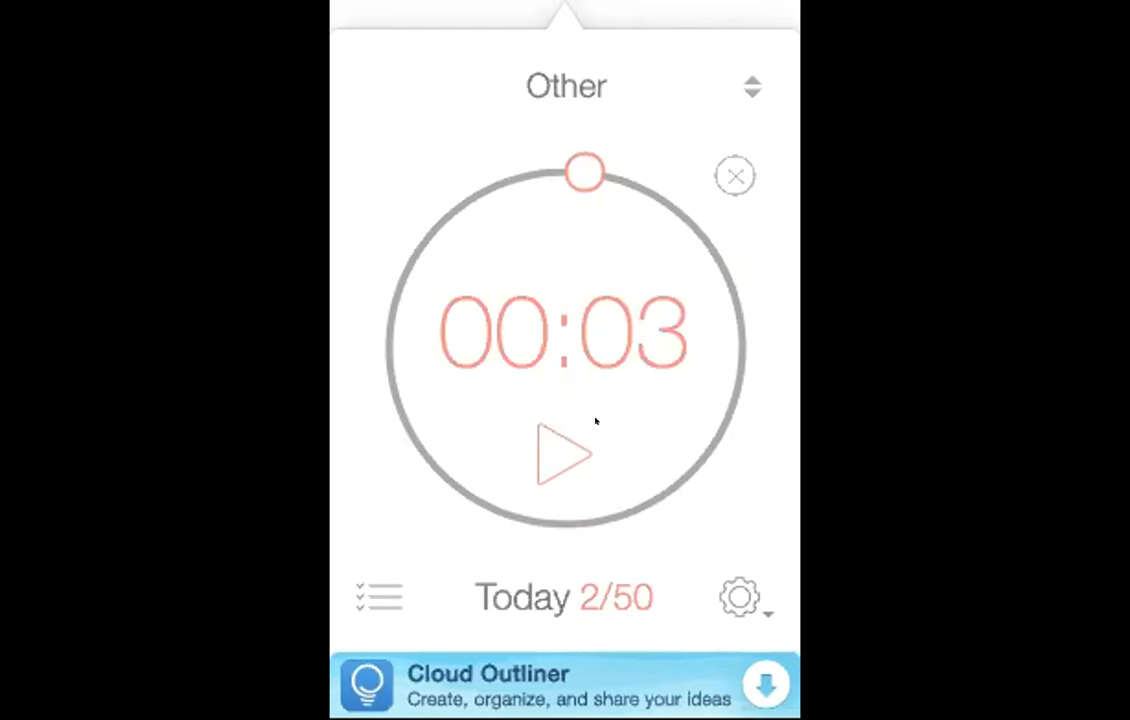 Other
00:03
Today 2/50
Cloud Outliner
Create, organize, and share your ideas